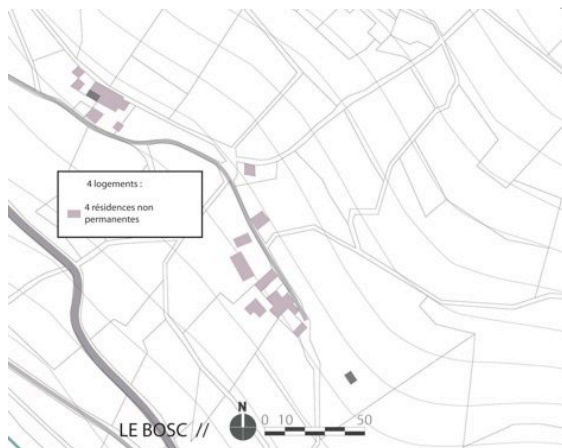 4 logements :
4 résidences non
permanentes
LE BOSC //
N
0 10 50